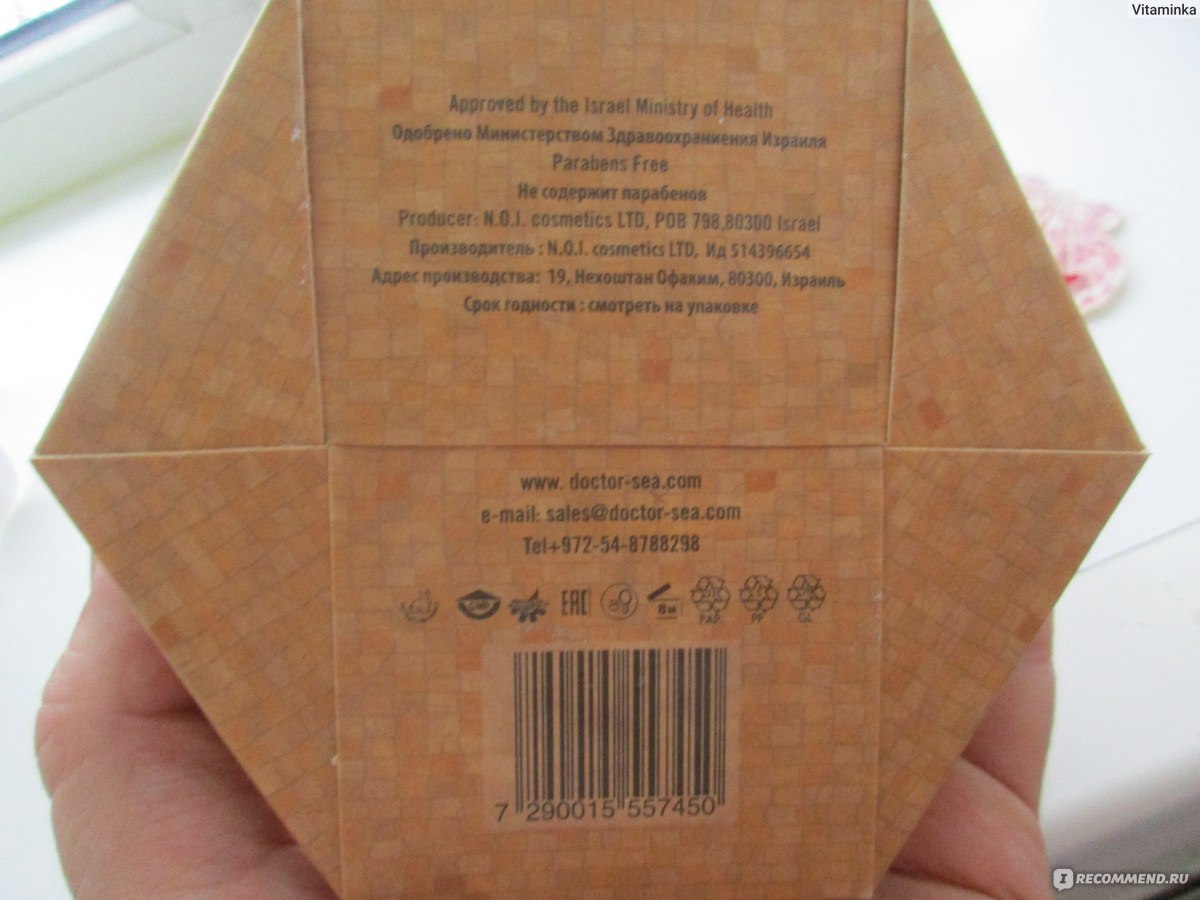 Vitaminka
Approved by the Israel Ministry of Health
Одобрено Министерством Здравоохраниения Израиля
Parabens Free
Не содержит парабенов
Producer: N.O.I. cosmetics LTD, POB 798,80300 Israel
Производитель : N.O.I. cosmetics LTD, Ид 514396654
Адрес производства: 19, Нехоштан Офаким, 80300, Израиль
Срок годности : смотреть на упаковке
www. doctor-sea.com
e-mail: sales@doctor-sea.com
Tel+972-54-8788298
EAC 8м PAP PP GL
7 290015 557450
IRECOMMEND.RU